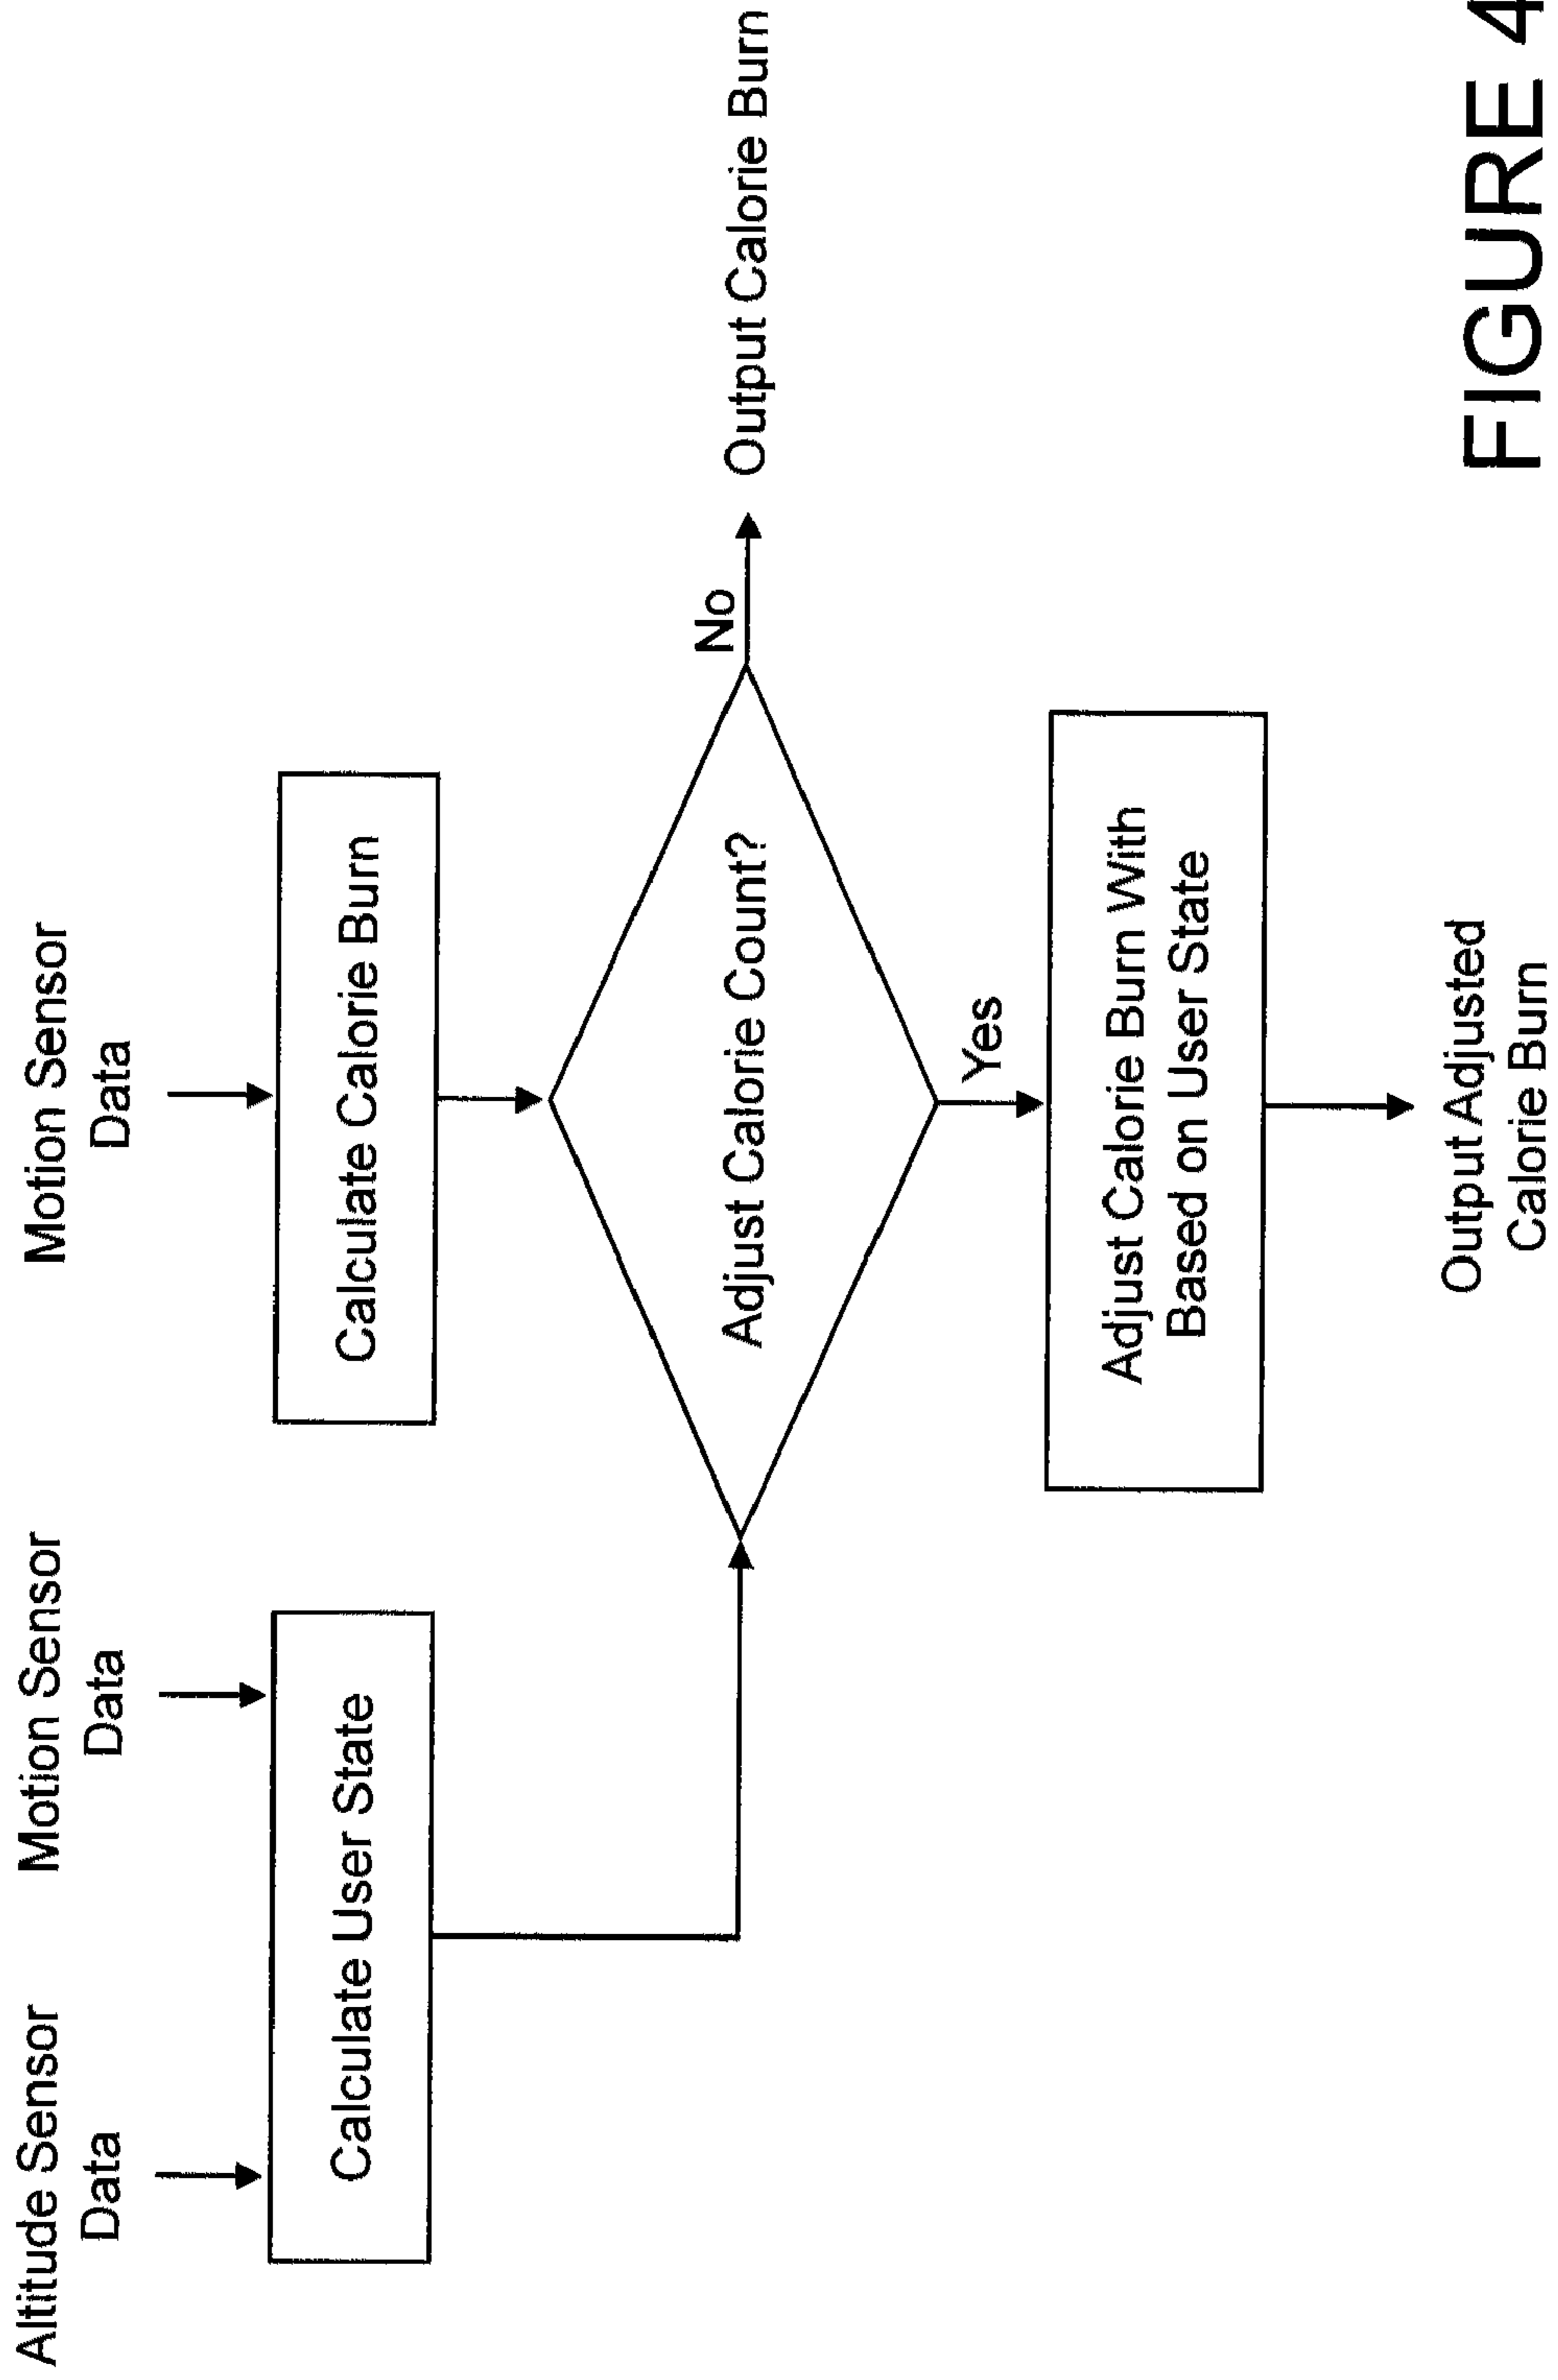 Altitude Sensor
Data
Motion Sensor
Data
Motion Sensor
Data
Calculate User State
Calculate Calorie Burn
Adjust Calorie Count?
No
Output Calorie Burn
Yes
Adjust Calorie Burn With
Based on User State
Output Adjusted
Calorie Burn
FIGURE 4